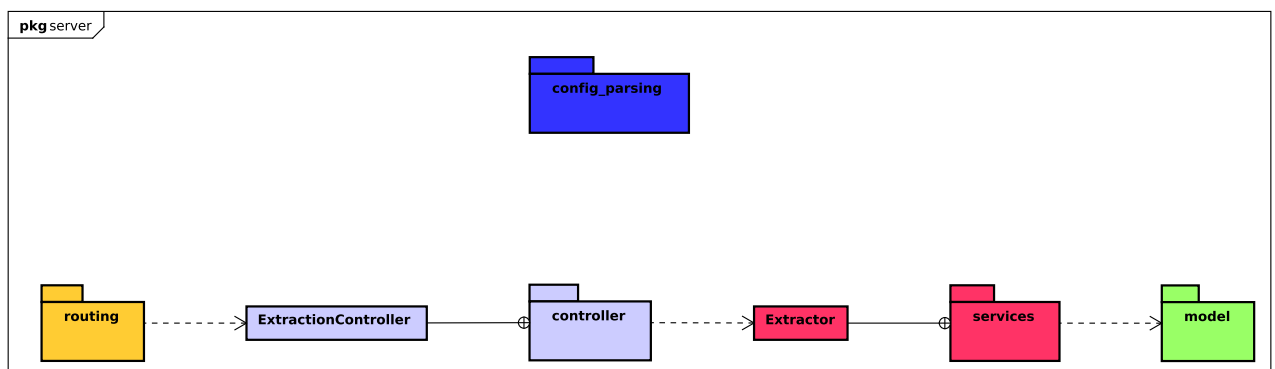 pkg server
config_parsing
routing
ExtractionController
controller
Extractor
services
model